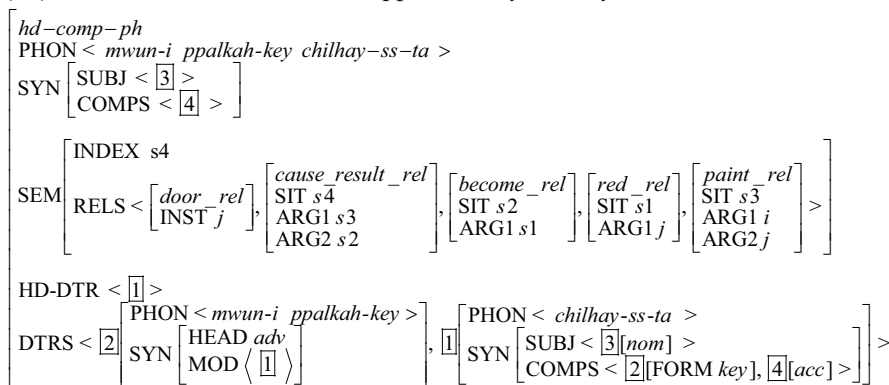 hd−comp−ph
PHON < mwun-i ppalkah-key chilhay−ss−ta >
SYN
SUBJ < 3 >
COMPS < 4 >
SEM
INDEX s4
RELS <
door_rel
INST j
,
cause_result_rel
SIT s4
ARG1 s3
ARG2 s2
,
become_rel
SIT s2
ARG1 s1
,
red_rel
SIT s1
ARG1 j
,
paint_rel
SIT s3
ARG1 i
ARG2 j
>
HD-DTR < 1 >
DTRS < 2
PHON < mwun-i ppalkah-key >
SYN
HEAD adv
MOD ⟨ 1 ⟩
, 1
PHON < chilhay-ss-ta >
SYN
SUBJ < 3[nom] >
COMPS < 2[FORM key], 4[acc] >
>